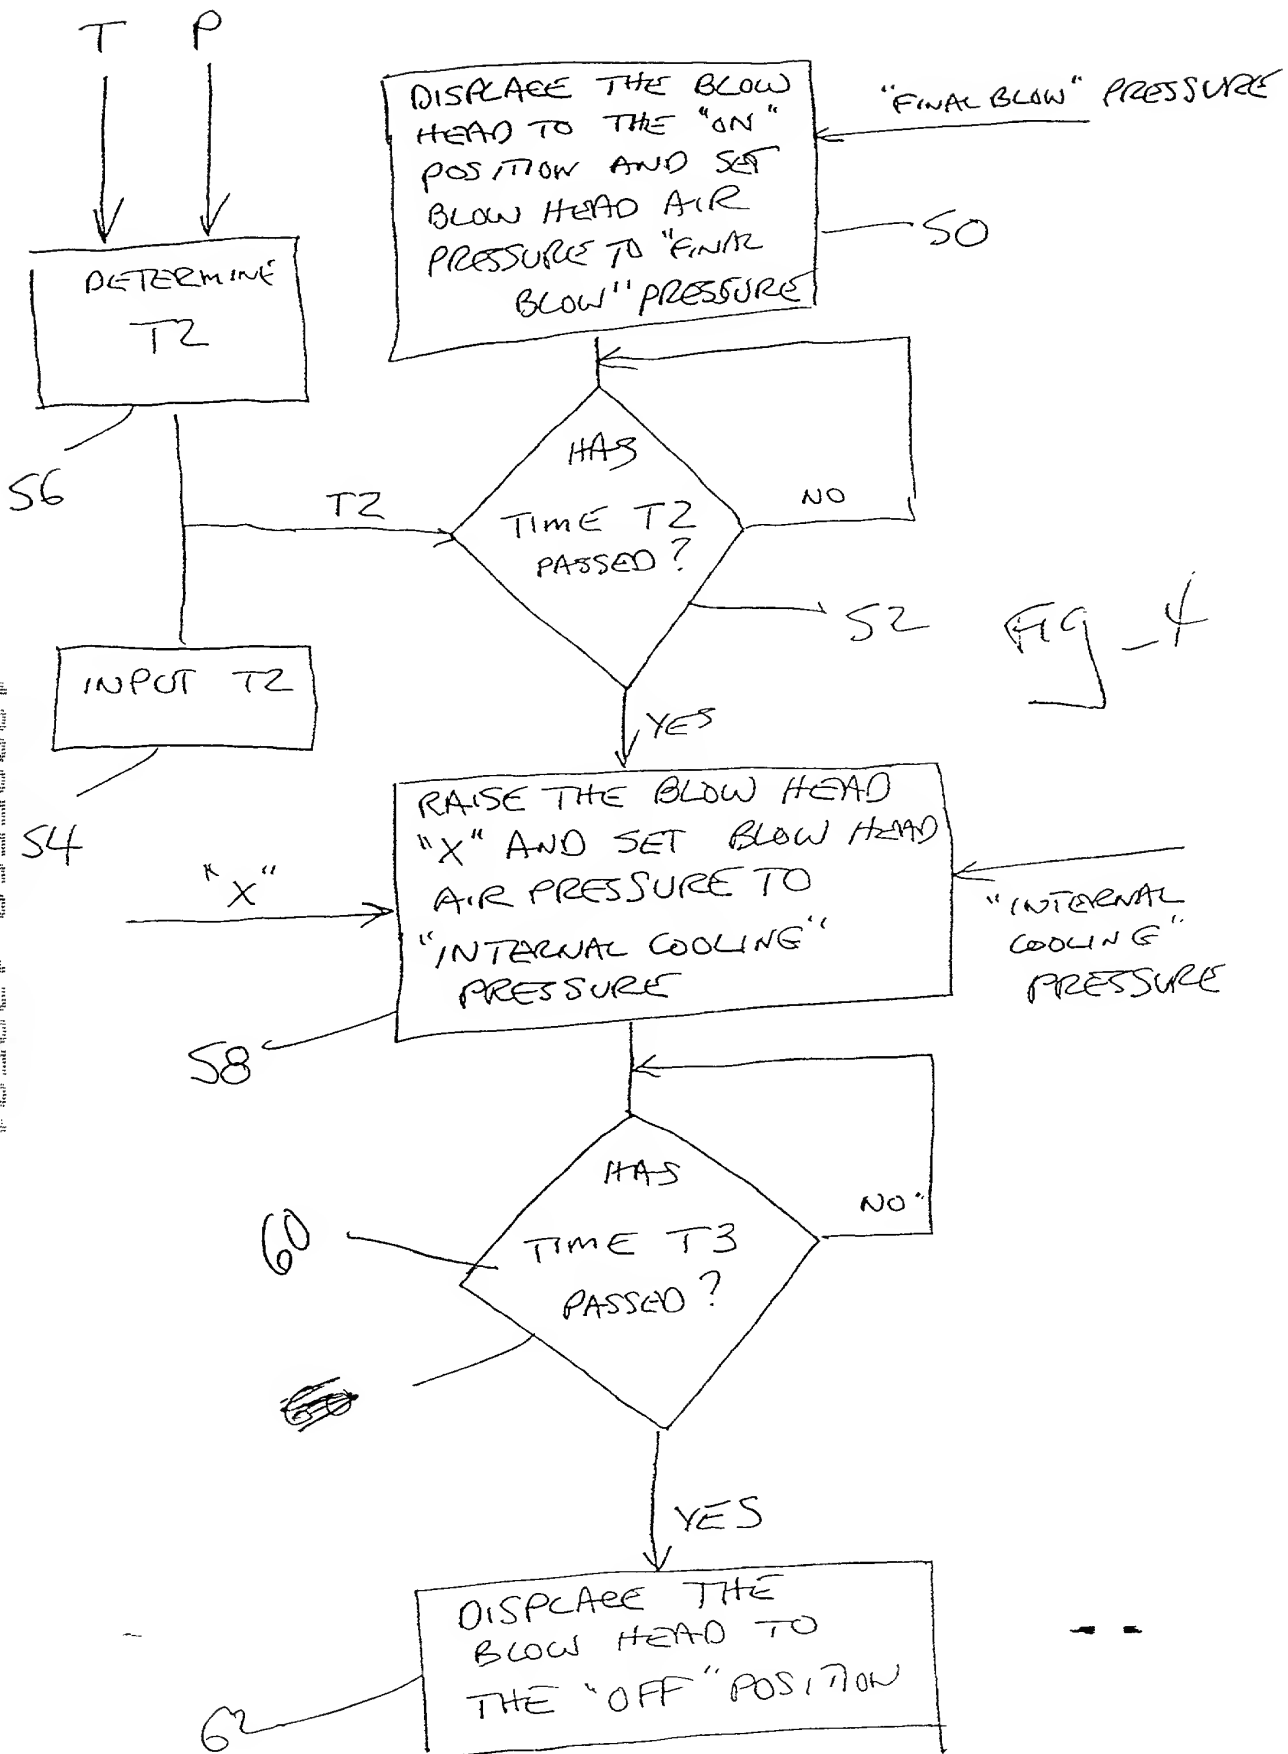 T P
DISPLACE THE BLOW
HEAD TO THE "ON"
POSITION AND SET
BLOW HEAD AIR
PRESSURE TO "FINAL
BLOW" PRESSURE
"FINAL BLOW" PRESSURE
50
DETERMINE
T2
56
HAS
TIME T2
PASSED?
T2
NO
52
FIG_4
INPUT T2
54
YES
RAISE THE BLOW HEAD
"X" AND SET BLOW HEAD
AIR PRESSURE TO
"INTERNAL COOLING"
PRESSURE
"X"
"INTERNAL
COOLING"
PRESSURE
58
HAS
TIME T3
PASSED?
NO
60
YES
DISPLACE THE
BLOW HEAD TO
THE "OFF" POSITION
62